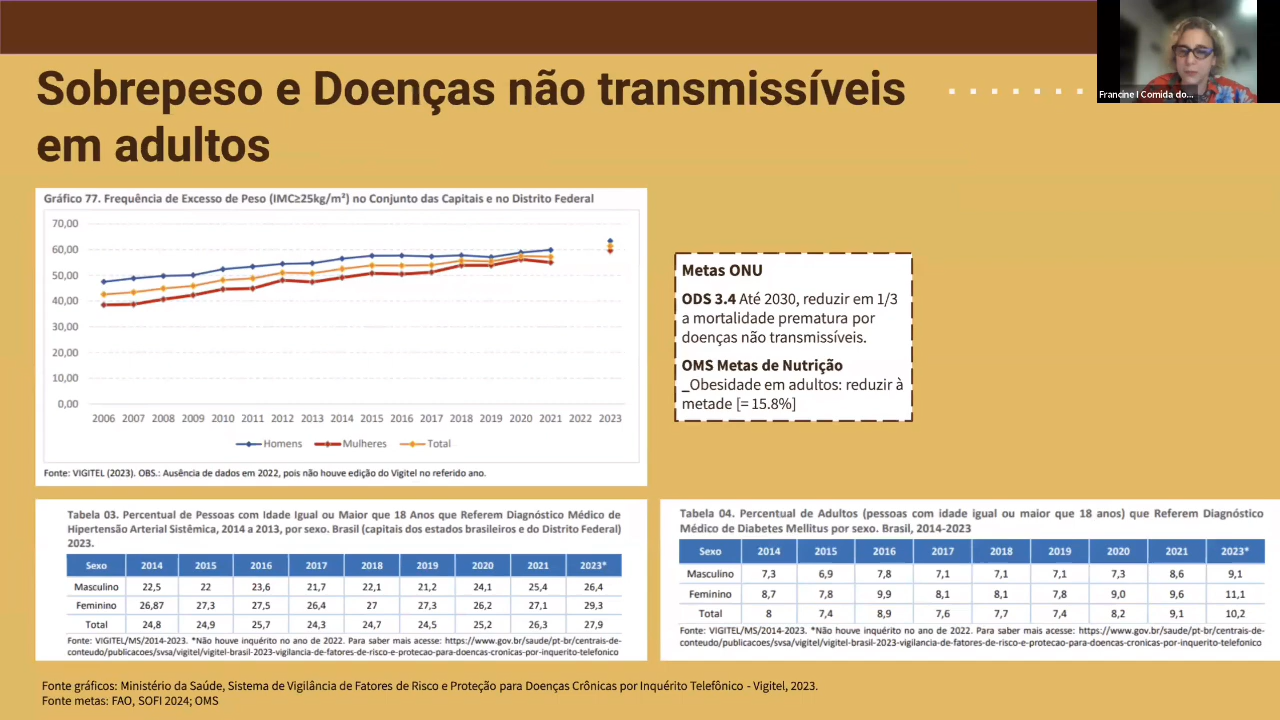 Francine I Comida do...
Sobrepeso e Doenças não transmissíveis
em adultos
Gráfico 77. Frequência de Excesso de Peso (IMC≥25kg/m²) no Conjunto das Capitais e no Distrito Federal
70,00
60,00
50,00
40,00
30,00
20,00
10,00
0,00
2006 2007 2008 2009 2010 2011 2012 2013 2014 2015 2016 2017 2018 2019 2020 2021 2022 2023
Homens Mulheres Total
Fonte: VIGITEL (2023). OBS.: Ausência de dados em 2022, pois não houve edição do Vigitel no referido ano.
Metas ONU
ODS 3.4 Até 2030, reduzir em 1/3
a mortalidade prematura por
doenças não transmissíveis.
OMS Metas de Nutrição
_Obesidade em adultos: reduzir à
metade [= 15.8%]
Tabela 03. Percentual de Pessoas com Idade Igual ou Maior que 18 Anos que Referem Diagnóstico Médico de
Hipertensão Arterial Sistêmica, 2014 a 2013, por sexo. Brasil (capitais dos estados brasileiros e do Distrito Federal)
2023.
Sexo 2014 2015 2016 2017 2018 2019 2020 2021 2023*
Masculino 22,5 22 23,6 21,7 22,1 21,2 24,1 25,4 26,4
Feminino 26,87 27,3 27,5 26,4 27 27,3 26,2 27,1 29,3
Total 24,8 24,9 25,7 24,3 24,7 24,5 25,2 26,3 27,9
Fonte: VIGITEL/MS/2014-2023. *Não houve inquérito no ano de 2022. Para saber mais acesse: https://www.gov.br/saude/pt-br/centrais-de-
conteudo/publicacoes/svsa/vigitel/vigitel-brasil-2023-vigilancia-de-fatores-de-risco-e-protecao-para-doencas-cronicas-por-inquerito-telefonico
Tabela 04. Percentual de Adultos (pessoas com idade igual ou maior que 18 anos) que Referem Diagnóstico
Médico de Diabetes Mellitus por sexo. Brasil, 2014-2023
Sexo 2014 2015 2016 2017 2018 2019 2020 2021 2023*
Masculino 7,3 6,9 7,8 7,1 7,1 7,1 7,3 8,6 9,1
Feminino 8,7 7,8 9,9 8,1 8,1 7,8 9,0 9,6 11,1
Total 8 7,4 8,9 7,6 7,7 7,4 8,2 9,1 10,2
Fonte: VIGITEL/MS/2014-2023. *Não houve inquérito no ano de 2022. Para saber mais acesse: https://www.gov.br/saude/pt-br/centrais-de-
conteudo/publicacoes/svsa/vigitel/vigitel-brasil-2023-vigilancia-de-fatores-de-risco-e-protecao-para-doencas-cronicas-por-inquerito-telefonico
Fonte gráficos: Ministério da Saúde, Sistema de Vigilância de Fatores de Risco e Proteção para Doenças Crônicas por Inquérito Telefônico - Vigitel, 2023.
Fonte metas: FAO, SOFI 2024; OMS